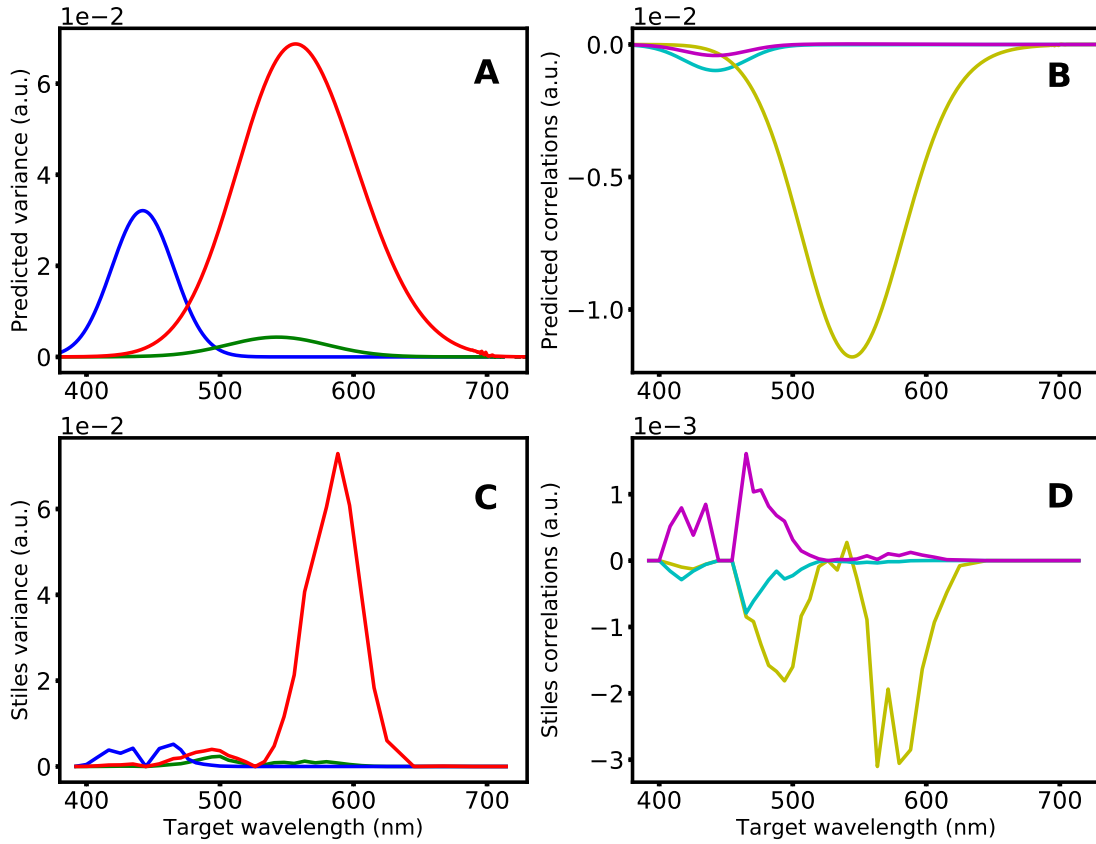 1e−2
A
Predicted variance (a.u.)
6
4
2
0
400 500 600 700
1e−2
B
Predicted correlations (a.u.)
0.0
−0.5
−1.0
400 500 600 700
1e−2
C
Stiles variance (a.u.)
6
4
2
0
400 500 600 700
Target wavelength (nm)
1e−3
D
Stiles correlations (a.u.)
1
0
−1
−2
−3
400 500 600 700
Target wavelength (nm)